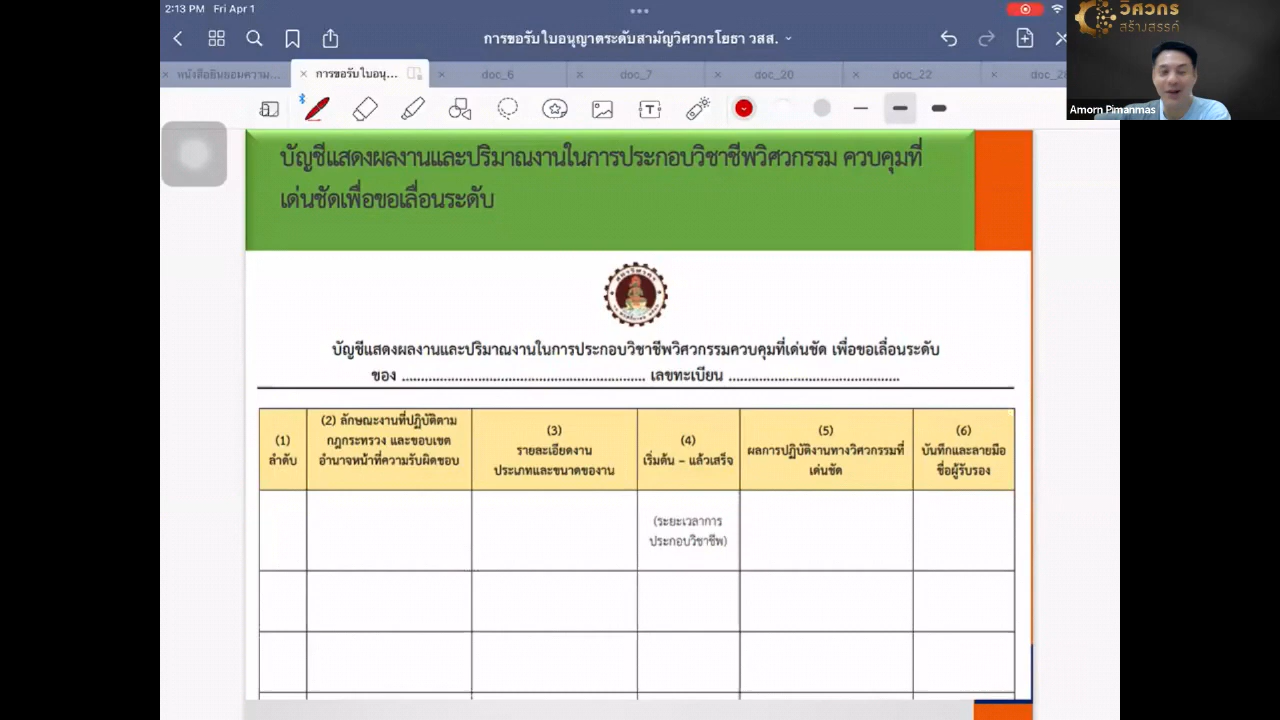 2:13 PM Fri Apr 1
วิศวกร
สร้างสรรค์
การขอรับใบอนุญาตระดับสามัญวิศวกรโยธา วสส.
หนังสือยินยอมความ...
การขอรับใบอนุ...
doc_6
doc_7
doc_20
doc_22
Amorn Pimanmas
บัญชีแสดงผลงานและปริมาณงานในการประกอบวิชาชีพวิศวกรรม ควบคุมที่
เด่นชัดเพื่อขอเลื่อนระดับ
บัญชีแสดงผลงานและปริมาณงานในการประกอบวิชาชีพวิศวกรรมควบคุมที่เด่นชัด เพื่อขอเลื่อนระดับ
ของ ................................................................ เลขทะเบียน .............................................
(1)
ลำดับ
(2) ลักษณะงานที่ปฏิบัติตาม
กฎกระทรวง และขอบเขต
อำนาจหน้าที่ความรับผิดชอบ
(3)
รายละเอียดงาน
ประเภทและขนาดของงาน
(4)
เริ่มต้น – แล้วเสร็จ
(5)
ผลการปฏิบัติงานทางวิศวกรรมที่
เด่นชัด
(6)
บันทึกและลายมือ
ชื่อผู้รับรอง
(ระยะเวลาการ
ประกอบวิชาชีพ)